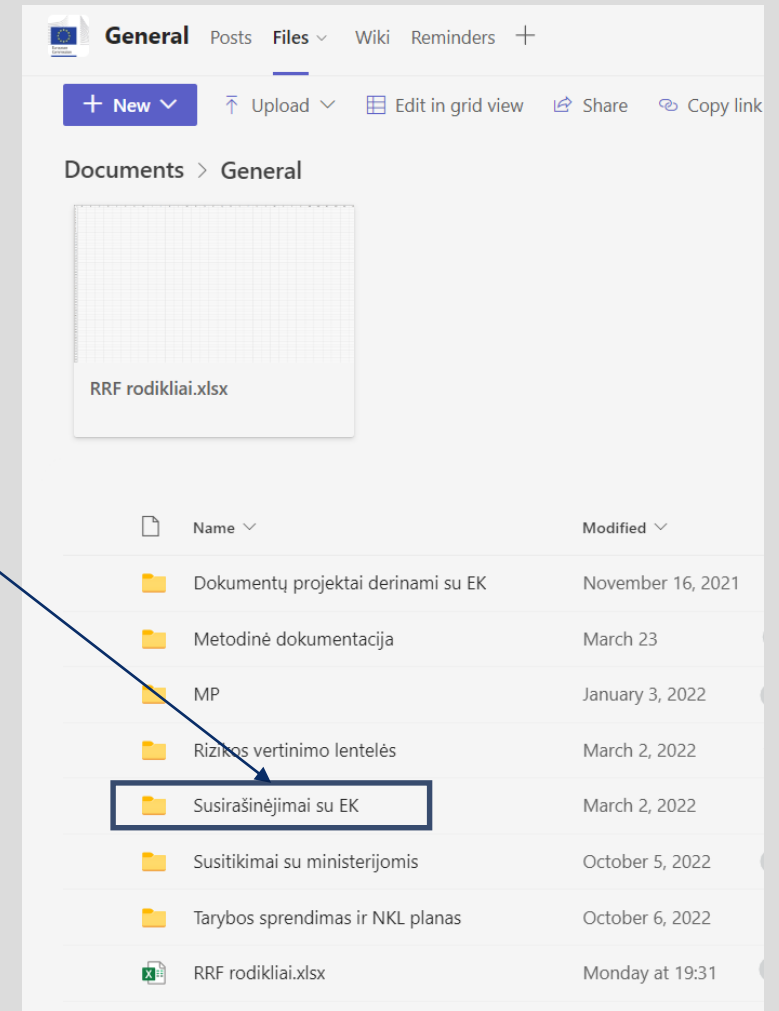 General Posts Files Wiki Reminders
New Upload Edit in grid view Share Copy link
Documents > General
RRF rodikliai.xlsx
Name Modified
Dokumentų projektai derinami su EK November 16, 2021
Metodinė dokumentacija March 23
MP January 3, 2022
Rizikos vertinimo lentelės March 2, 2022
Susirašinėjimai su EK March 2, 2022
Susitikimai su ministerijomis October 5, 2022
Tarybos sprendimas ir NKL planas October 6, 2022
RRF rodikliai.xlsx Monday at 19:31